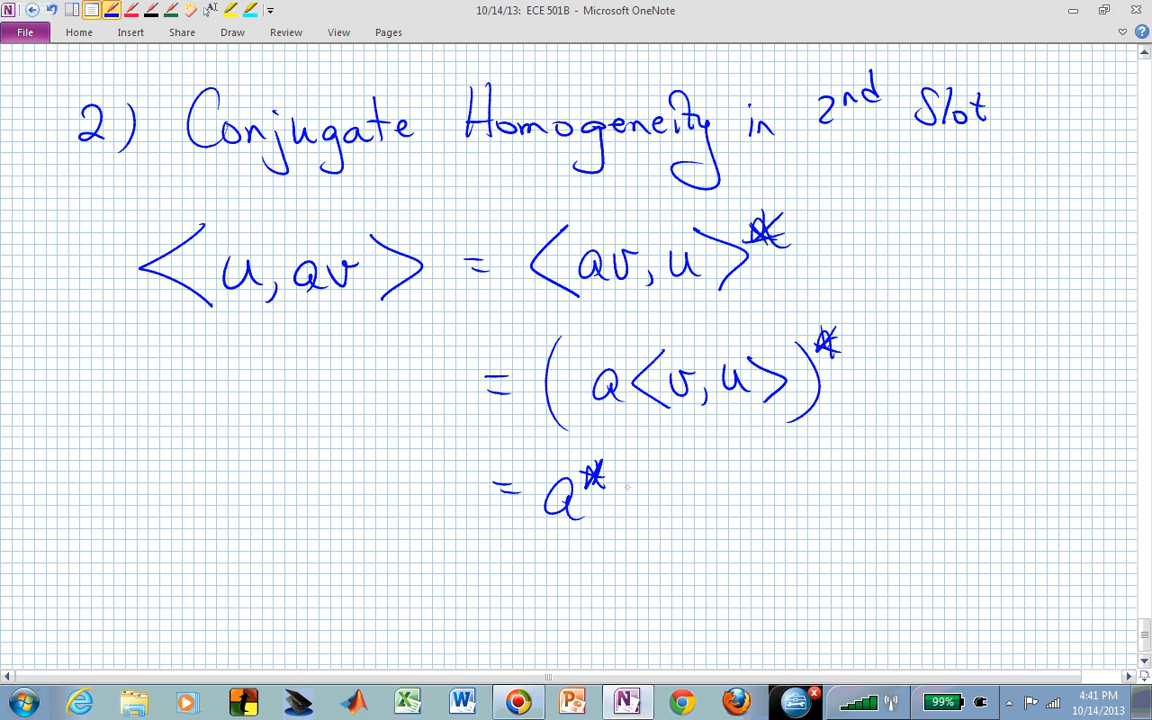 10/14/13: ECE 501B - Microsoft OneNote
File Home Insert Share Draw Review View Pages
2) Conjugate Homogeneity in 2nd Slot
<u, av> = <av, u>*
= (a<v, u>)*
= a*
99%
4:41 PM
10/14/2013